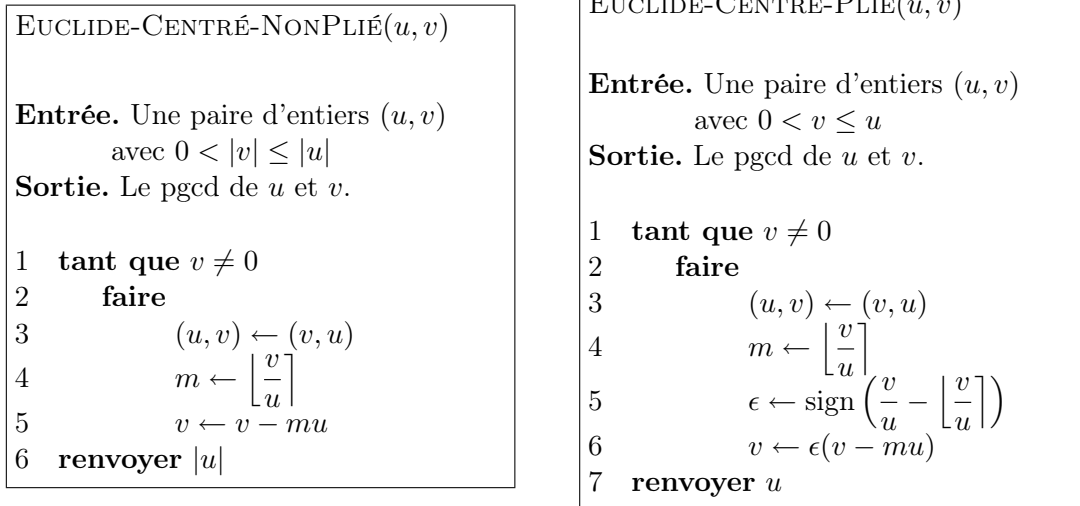 EUCLIDE-CENTRÉ-NONPLIÉ(u, v)
Entrée. Une paire d'entiers (u, v)
avec 0 < |v| ≤ |u|
Sortie. Le pgcd de u et v.
1 tant que v ≠ 0
2 faire
3 (u, v) ← (v, u)
4 m ← ⌊v/u⌉
5 v ← v − mu
6 renvoyer |u|
EUCLIDE-CENTRÉ-PLIÉ(u, v)
Entrée. Une paire d'entiers (u, v)
avec 0 < v ≤ u
Sortie. Le pgcd de u et v.
1 tant que v ≠ 0
2 faire
3 (u, v) ← (v, u)
4 m ← ⌊v/u⌉
5 ϵ ← sign (v/u − ⌊v/u⌉)
6 v ← ϵ(v − mu)
7 renvoyer u